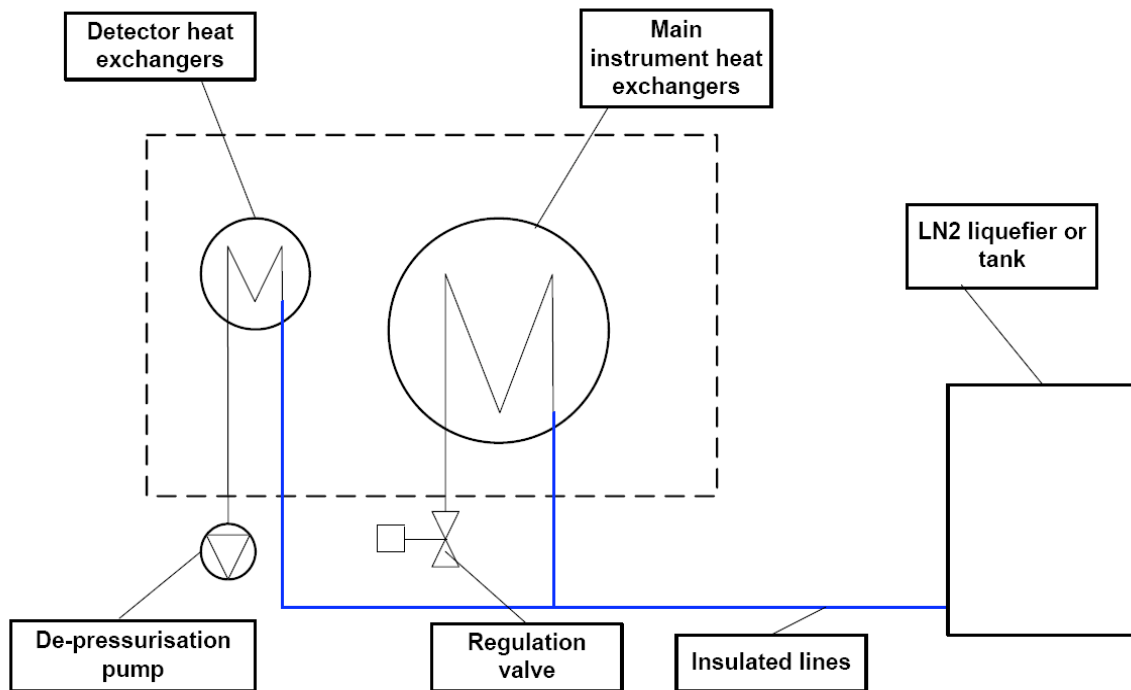 Detector heat
exchangers
Main
instrument heat
exchangers
LN2 liquefier or
tank
De-pressurisation
pump
Regulation
valve
Insulated lines